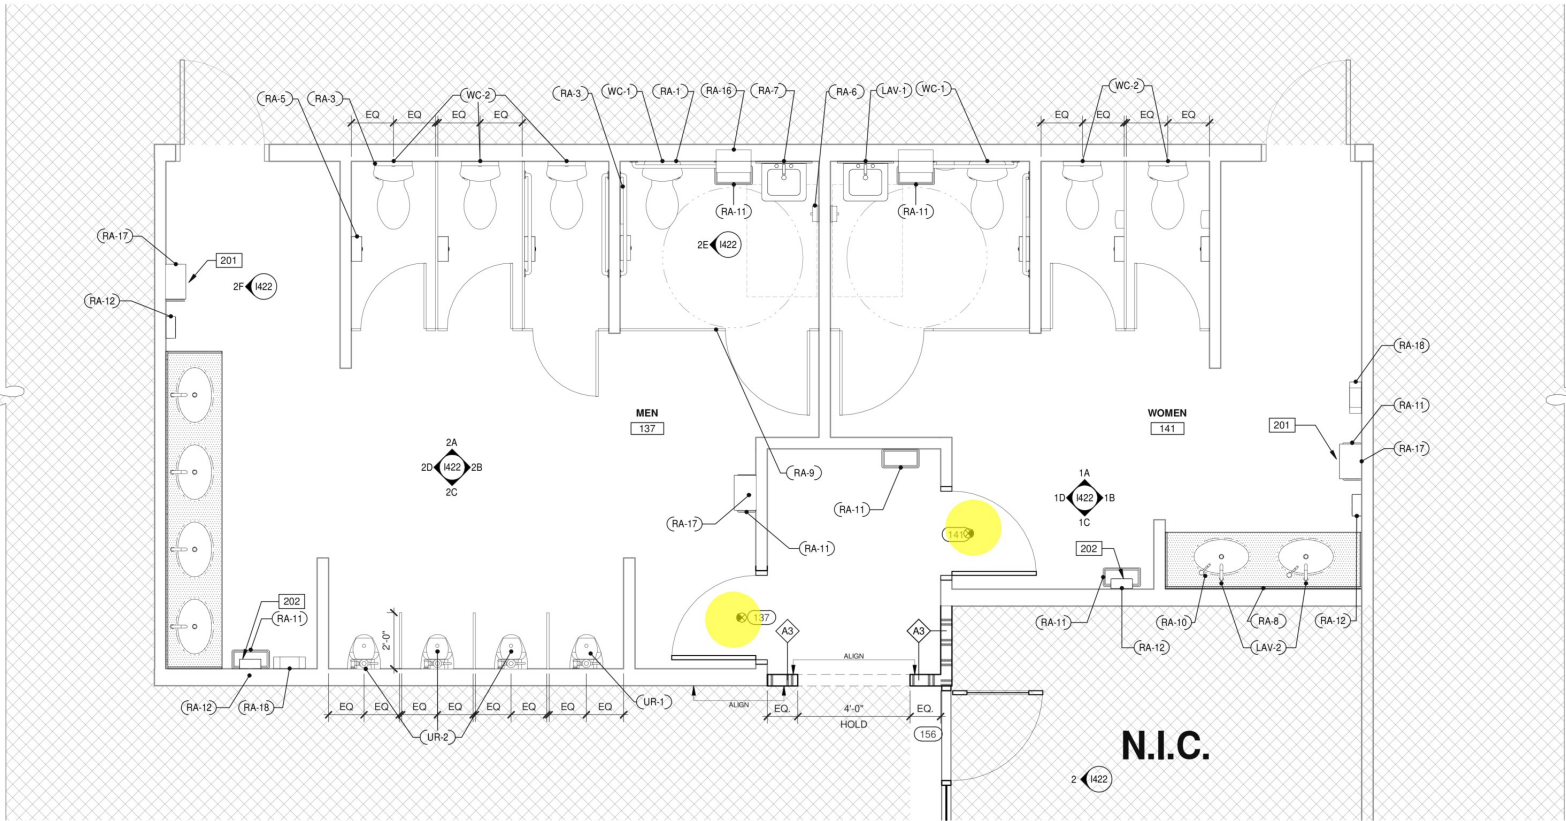 RA-5
RA-3
WC-2
RA-3
WC-1
RA-1
RA-16
RA-7
RA-6
LAV-1
WC-1
WC-2
EQ EQ EQ EQ
EQ EQ EQ EQ
RA-11
RA-11
RA-17
201
2F I422
2E I422
RA-12
RA-18
MEN
137
WOMEN
141
RA-11
201
RA-17
2A
2D I422 2B
2C
RA-9
1A
1D I422 1B
1C
RA-11
RA-17
RA-11
141
202
202
RA-11
2'-0"
137
A3
A3
RA-11
RA-12
RA-10
RA-8
LAV-2
RA-12
ALIGN
RA-12
RA-18
EQ EQ EQ EQ EQ EQ EQ EQ
UR-1
UR-2
ALIGN
EQ.
4'-0"
HOLD
EQ.
156
N.I.C.
2 I422